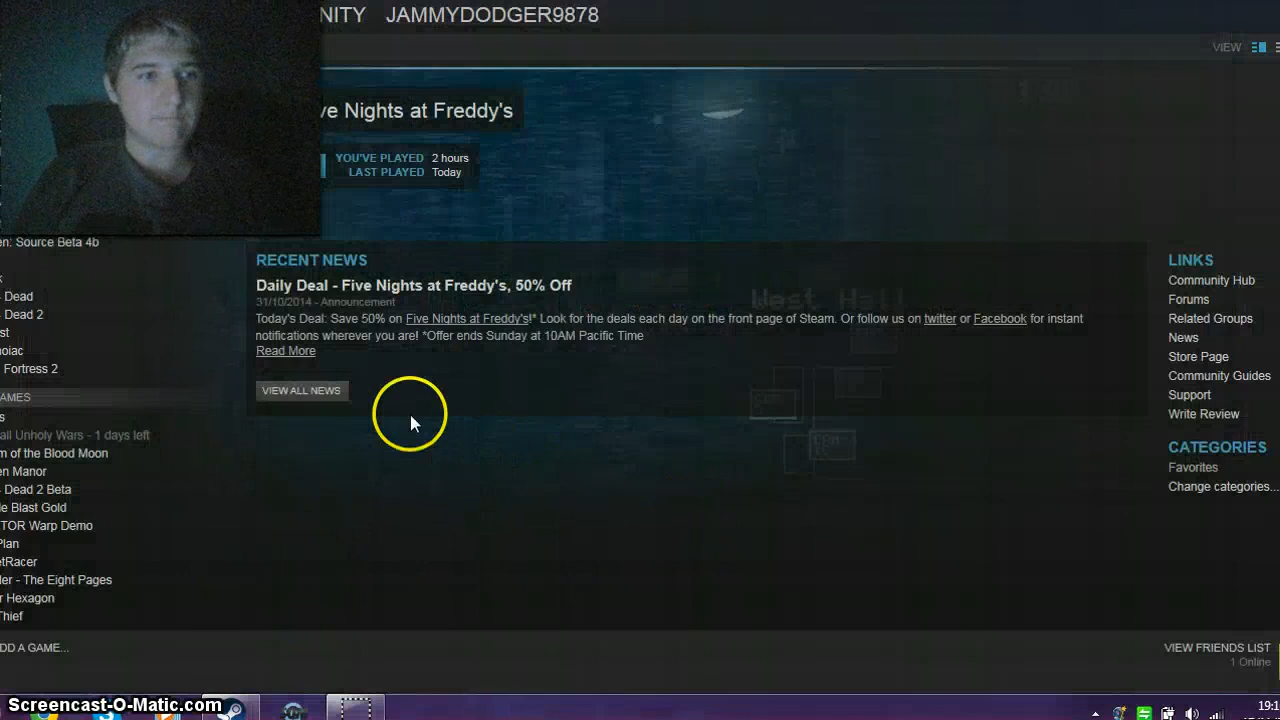 NITY JAMMYDODGER9878
VIEW
ve Nights at Freddy's
YOU'VE PLAYED 2 hours
LAST PLAYED Today
en: Source Beta 4b
RECENT NEWS
Daily Deal - Five Nights at Freddy's, 50% Off
31/10/2014 - Announcement
Today's Deal: Save 50% on Five Nights at Freddy's!* Look for the deals each day on the front page of Steam. Or follow us on twitter or Facebook for instant
notifications wherever you are! *Offer ends Sunday at 10AM Pacific Time
Read More
VIEW ALL NEWS
West Hall
LINKS
Community Hub
Forums
Related Groups
News
Store Page
Community Guides
Support
Write Review
CATEGORIES
Favorites
Change categories...
k
- Dead
- Dead 2
st
noiac
Fortress 2
AMES
s
all Unholy Wars - 1 days left
m of the Blood Moon
en Manor
- Dead 2 Beta
le Blast Gold
TOR Warp Demo
Plan
etRacer
ler - The Eight Pages
r Hexagon
Thief
DD A GAME...
VIEW FRIENDS LIST
1 Online
Screencast-O-Matic.com
19:1